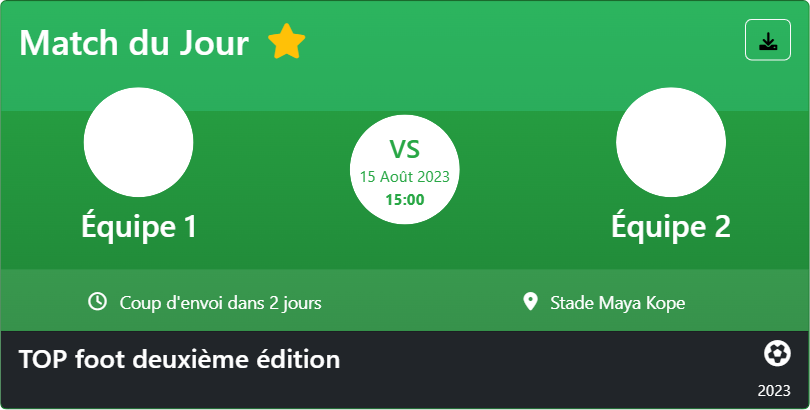 Match du Jour
VS
15 Août 2023
15:00
Équipe 1
Équipe 2
Coup d'envoi dans 2 jours
Stade Maya Kope
TOP foot deuxième édition
2023